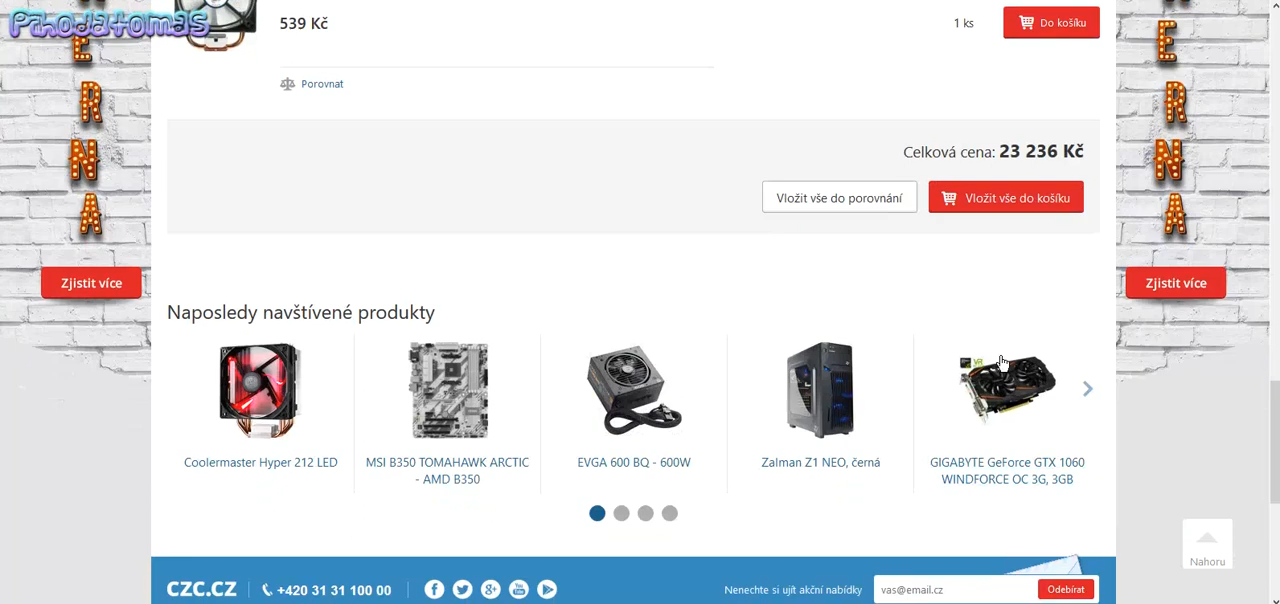 Pihodatomas
539 Kč
1 ks
Do košíku
Porovnat
E
R
N
A
E
R
N
A
Celková cena: 23 236 Kč
Vložit vše do porovnání
Vložit vše do košíku
Zjistit více
Zjistit více
Naposledy navštívené produkty
Coolermaster Hyper 212 LED
MSI B350 TOMAHAWK ARCTIC
- AMD B350
EVGA 600 BQ - 600W
Zalman Z1 NEO, černá
GIGABYTE GeForce GTX 1060
WINDFORCE OC 3G, 3GB
Nahoru
CZC.CZ
+420 31 31 100 00
Nenechte si ujít akční nabídky
vas@email.cz
Odebírat